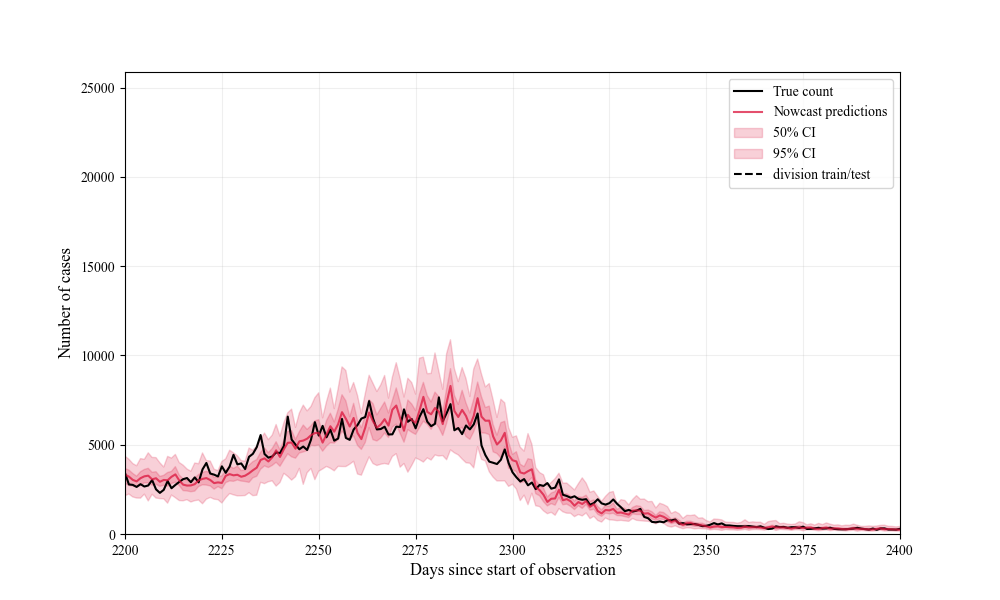 25000
20000
15000
10000
5000
0
Number of cases
2200
2225
2250
2275
2300
2325
2350
2375
2400
Days since start of observation
True count
Nowcast predictions
50% CI
95% CI
division train/test